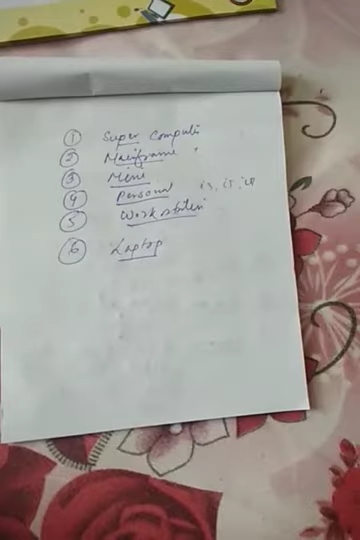 ① Super Computer
② Mainframe "
③ Mini
④ Personal i3, i5, i7
⑤ Workstation
⑥ Laptop